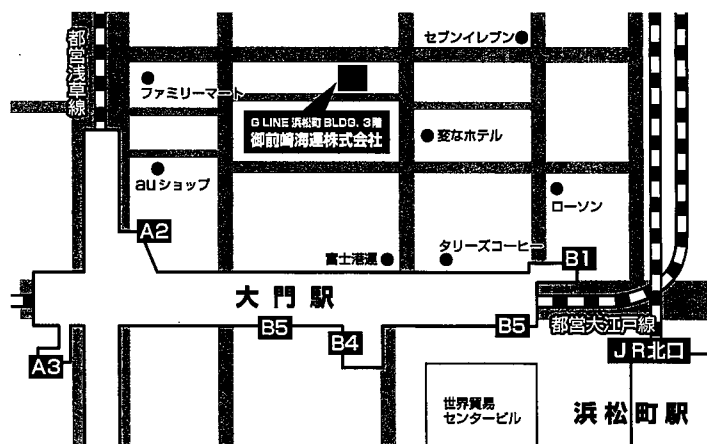 都営浅草線
セブンイレブン
ファミリーマート
G LINE 浜松町 BLDG. 3階
御前崎海運株式会社
変なホテル
auショップ
ローソン
A2
富士港運
タリーズコーヒー
B1
大門駅
B5
B5
都営大江戸線
B4
A3
JR北口
世界貿易
センタービル
浜松町駅